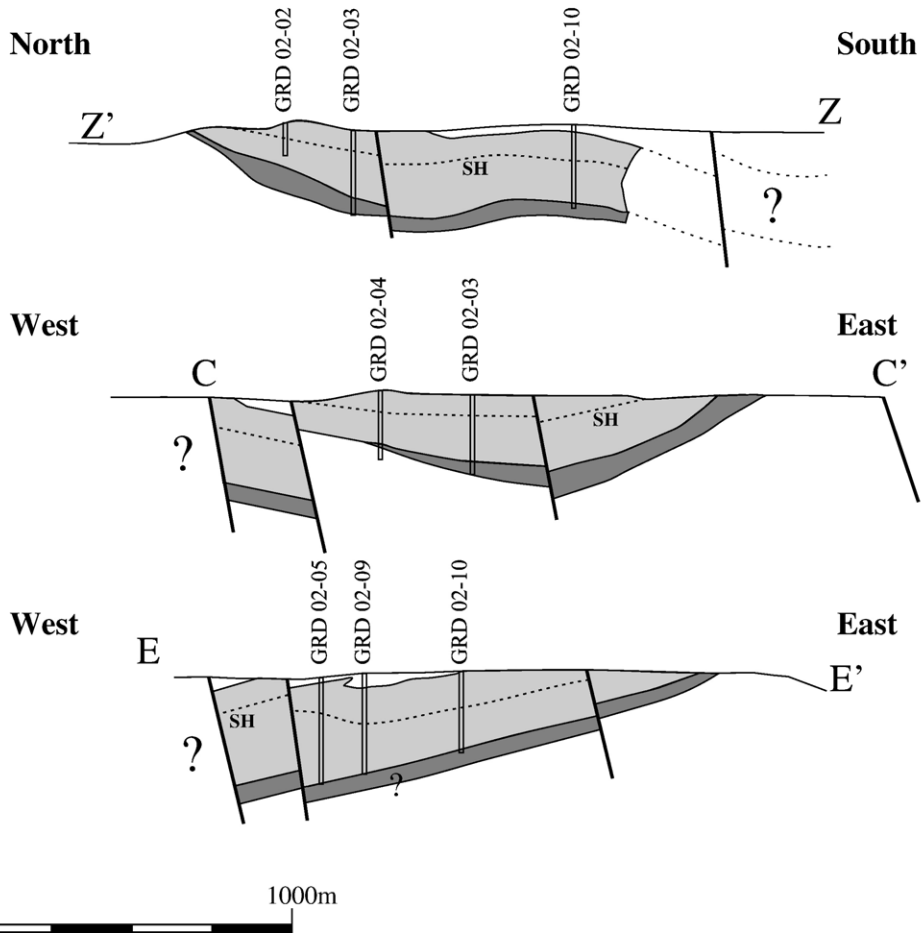 GRD 02-02
GRD 02-03
GRD 02-10
North
South
Z'
Z
SH
?
GRD 02-04
GRD 02-03
West
East
C
C'
SH
?
GRD 02-05
GRD 02-09
GRD 02-10
West
East
E
E'
SH
?
?
1000m